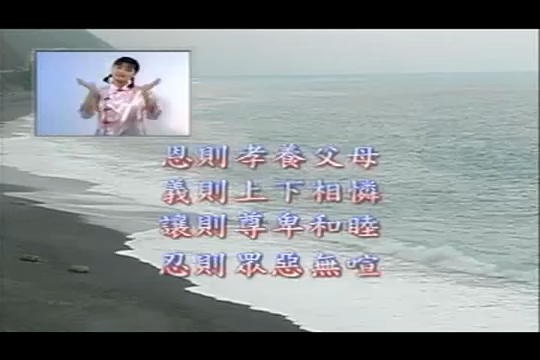 恩則孝養父母
義則上下相憐
讓則尊卑和睦
忍則眾惡無喧